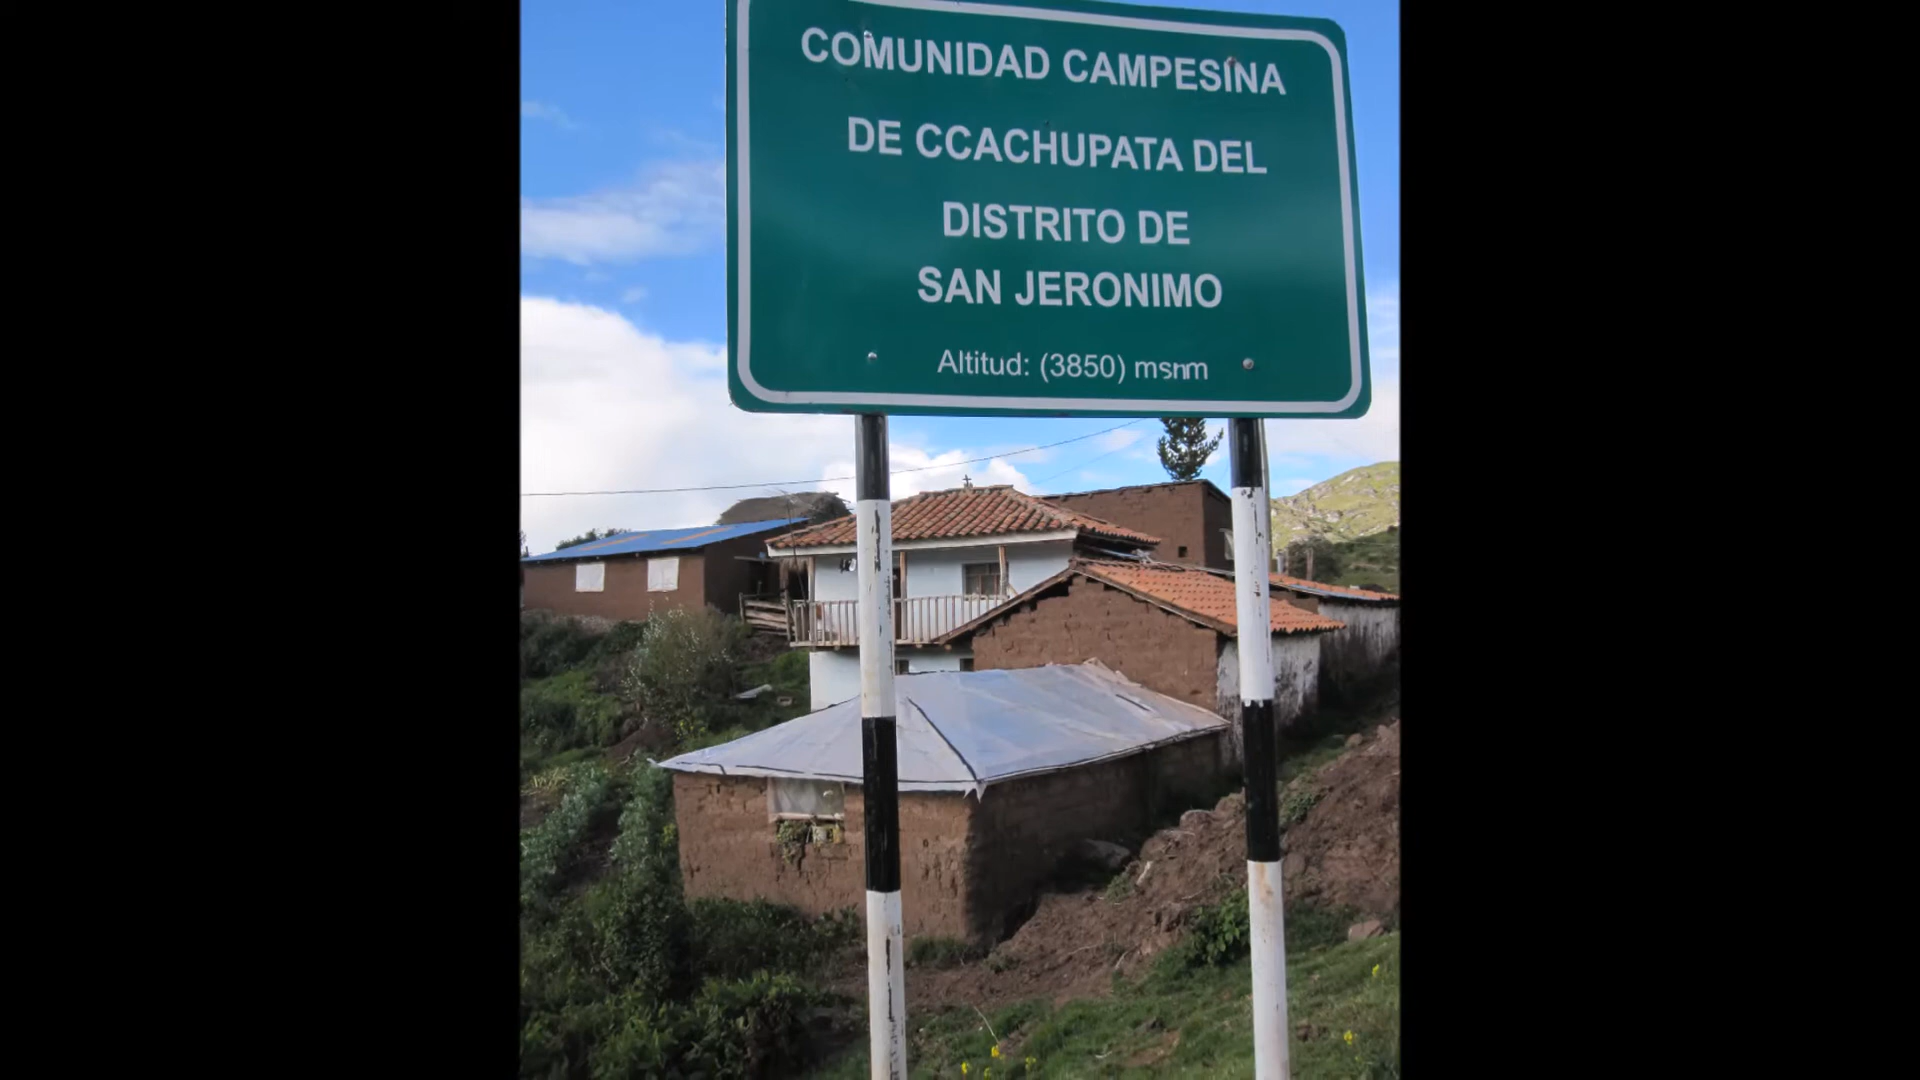 COMUNIDAD CAMPESINA
DE CCACHUPATA DEL
DISTRITO DE
SAN JERONIMO
Altitud: (3850) msnm